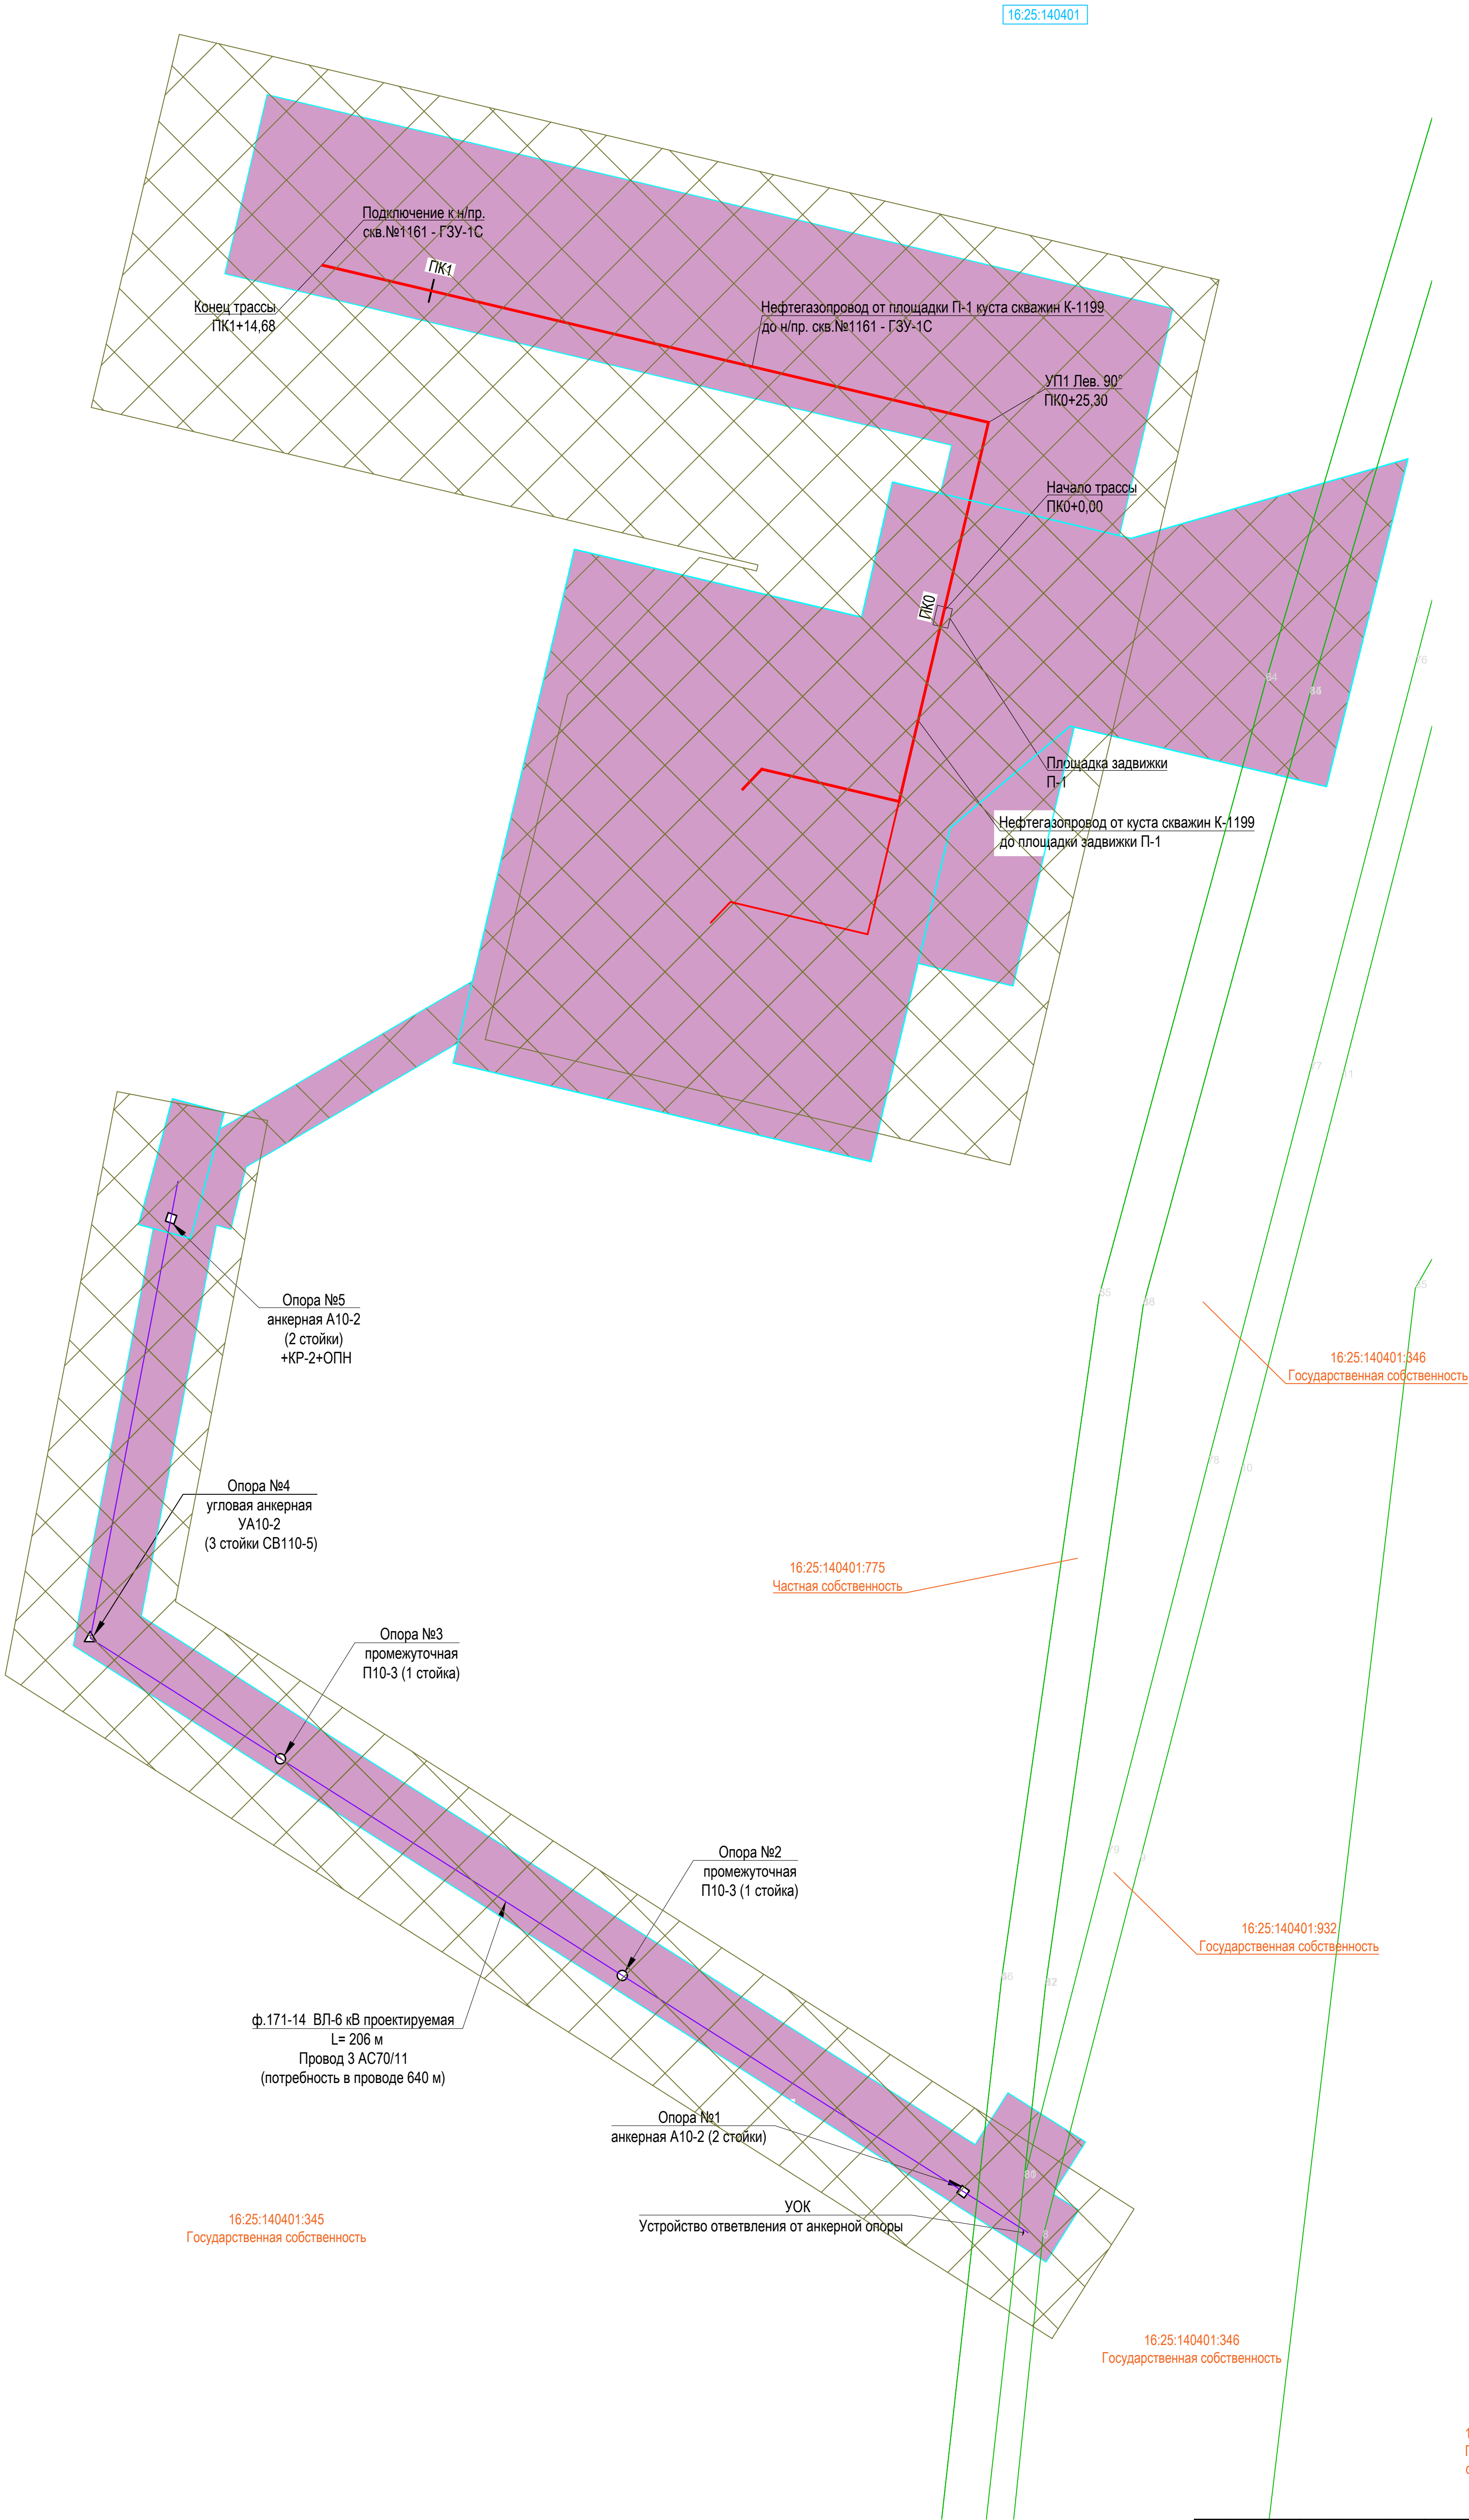 16:25:140401
Подключение к н/пр.
скв.№1161 - ГЗУ-1С
ПК1
Конец трассы
ПК1+14,68
Нефтегазопровод от площадки П-1 куста скважин К-1199
до н/пр. скв.№1161 - ГЗУ-1С
УП1 Лев. 90°
ПК0+25,30
Начало трассы
ПК0+0,00
ПК0
76
Площадка задвижки
П-1
Нефтегазопровод от куста скважин К-1199
до площадки задвижки П-1
Опора №5
анкерная А10-2
(2 стойки)
+КР-2+ОПН
16:25:140401:346
Государственная собственность
Опора №4
угловая анкерная
УА10-2
(3 стойки СВ110-5)
16:25:140401:775
Частная собственность
Опора №3
промежуточная
П10-3 (1 стойка)
Опора №2
промежуточная
П10-3 (1 стойка)
16:25:140401:932
Государственная собственность
ф.171-14 ВЛ-6 кВ проектируемая
L= 206 м
Провод 3 АС70/11
(потребность в проводе 640 м)
Опора №1
анкерная А10-2 (2 стойки)
УОК
Устройство ответвления от анкерной опоры
16:25:140401:345
Государственная собственность
16:25:140401:346
Государственная собственность